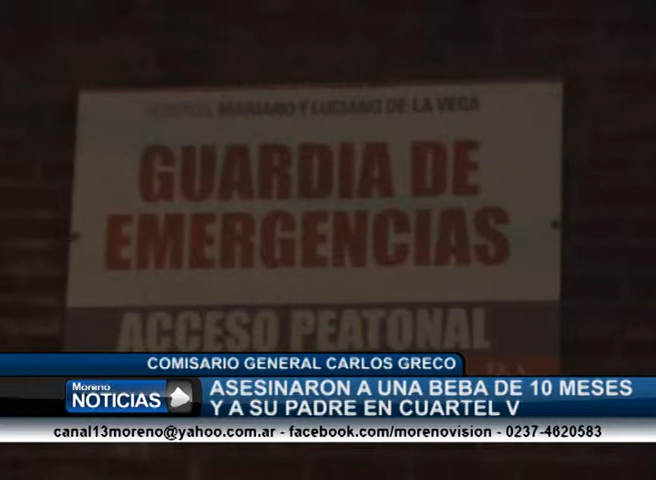 MARIANO Y LUCIANO DE LA VEGA
GUARDIA DE
EMERGENCIAS
ACCESO PEATONAL
COMISARIO GENERAL CARLOS GRECO
Moreno
NOTICIAS
ASESINARON A UNA BEBA DE 10 MESES
Y A SU PADRE EN CUARTEL V
canal13moreno@yahoo.com.ar - facebook.com/morenovision - 0237-4620583